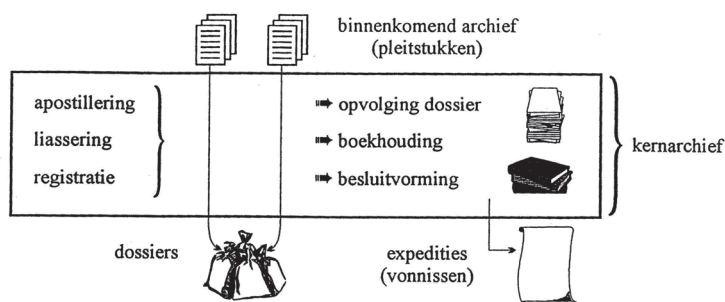 binnenkomend archief
(pleitstukken)
apostillering
liassering
registratie
➠ opvolging dossier
➠ boekhouding
➠ besluitvorming
kernarchief
dossiers
expedities
(vonnissen)